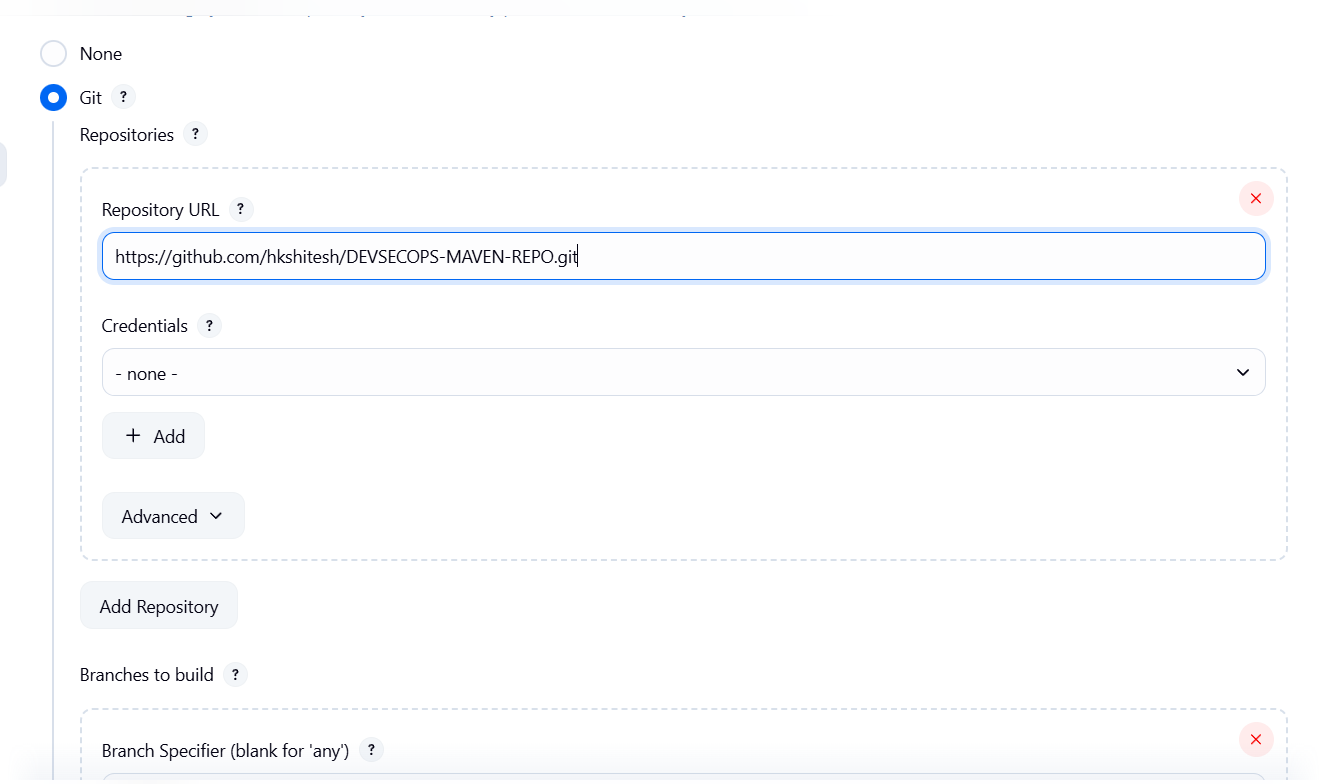 None
Git ?
Repositories ?
Repository URL ?
https://github.com/hkshitesh/DEVSECOPS-MAVEN-REPO.git
Credentials ?
- none -
+ Add
Advanced
Add Repository
Branches to build ?
Branch Specifier (blank for 'any') ?